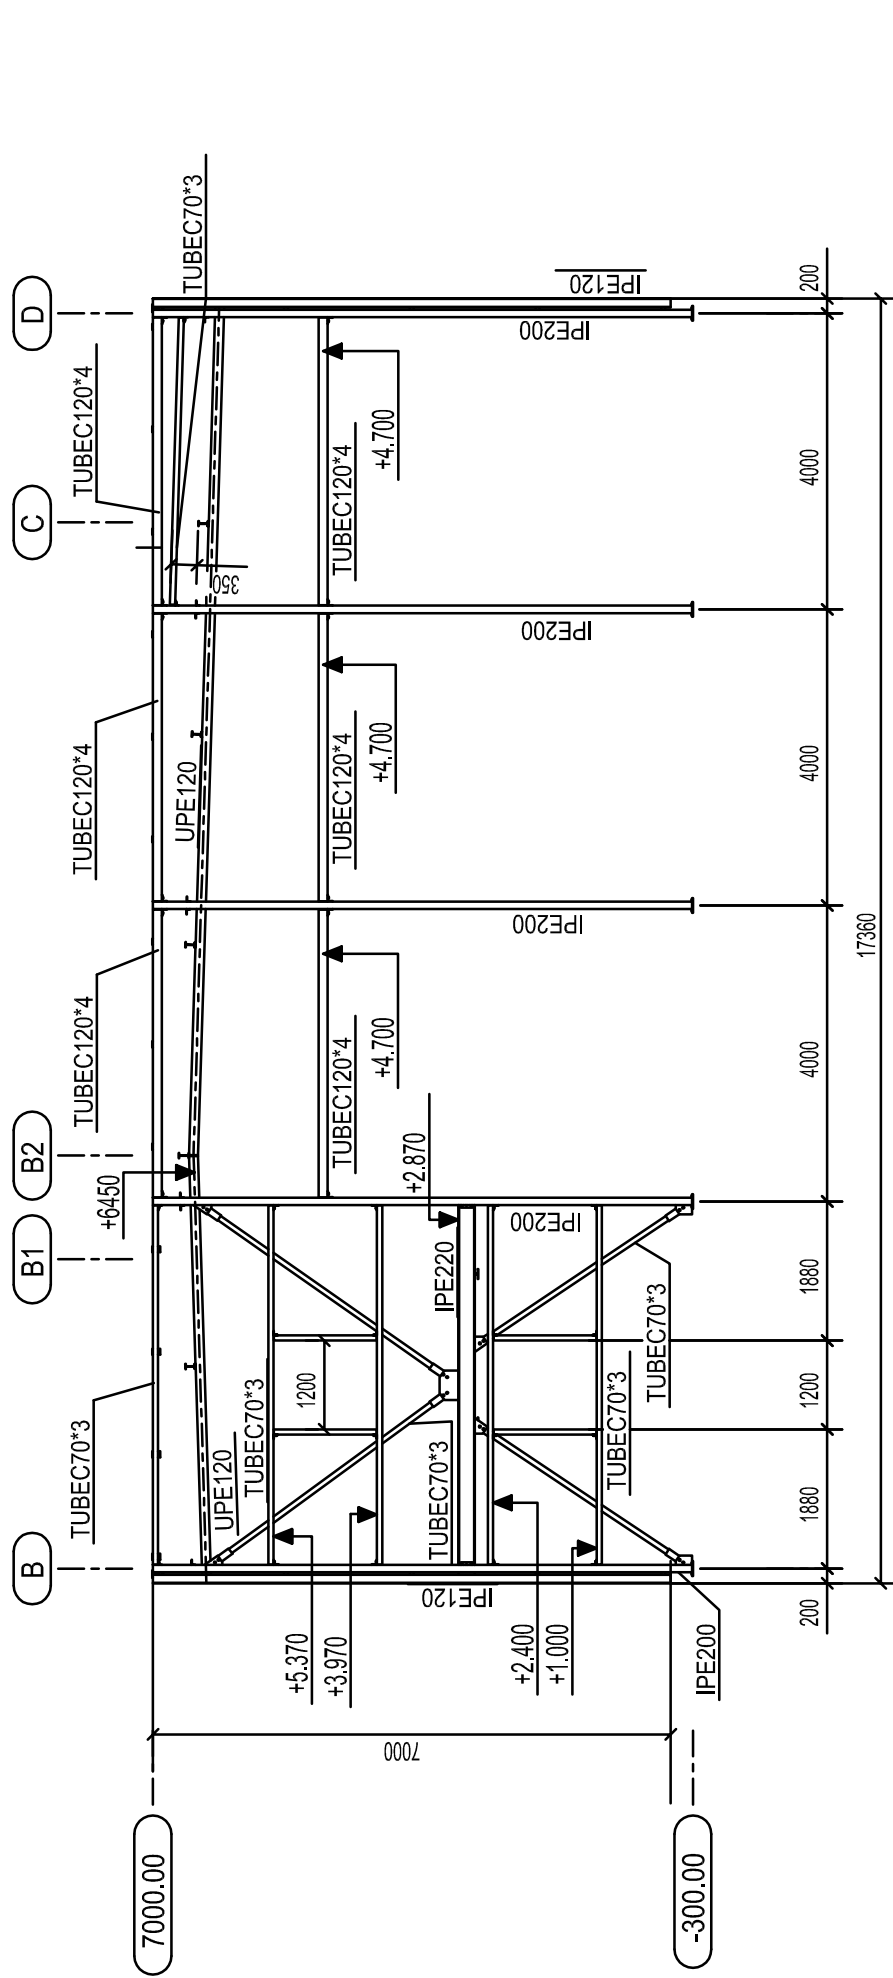 B
B1
B2
C
D
TUBEC70*3
+6450
TUBEC120*4
TUBEC120*4
TUBEC120*4
TUBEC70*3
UPE120
UPE120
350
TUBEC70*3
1200
TUBEC120*4
+4.700
TUBEC120*4
+4.700
TUBEC120*4
+4.700
+5.370
+3.970
TUBEC70*3
IPE220
+2.870
IPE120
IPE200
IPE200
IPE200
IPE200
IPE120
+2.400
+1.000
TUBEC70*3
TUBEC70*3
IPE200
7000
7000.00
-300.00
200
1880
1200
1880
4000
4000
4000
200
17360